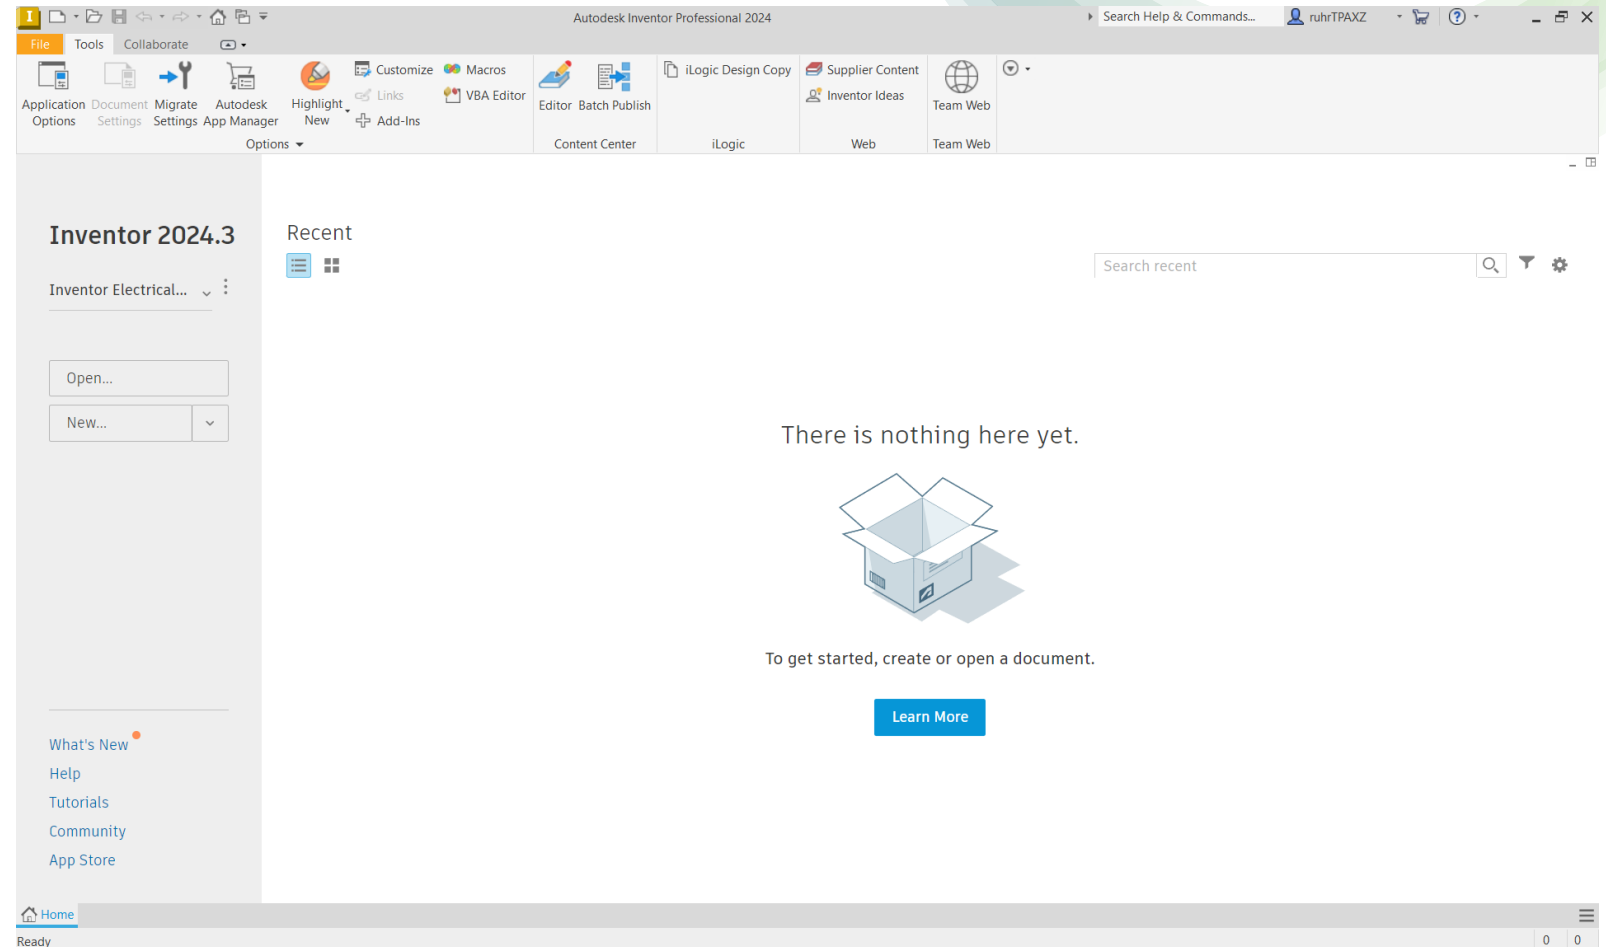 Autodesk Inventor Professional 2024
Search Help & Commands...
ruhrTPAXZ
File
Tools
Collaborate
Application Options
Document Settings
Migrate Settings
Autodesk App Manager
Highlight New
Customize
Links
Add-Ins
Macros
VBA Editor
Editor
Batch Publish
iLogic Design Copy
Supplier Content
Inventor Ideas
Team Web
Options
Content Center
iLogic
Web
Team Web
Inventor 2024.3
Inventor Electrical...
Open...
New...
What's New
Help
Tutorials
Community
App Store
Recent
Search recent
There is nothing here yet.
To get started, create or open a document.
Learn More
Home
Ready
0 0